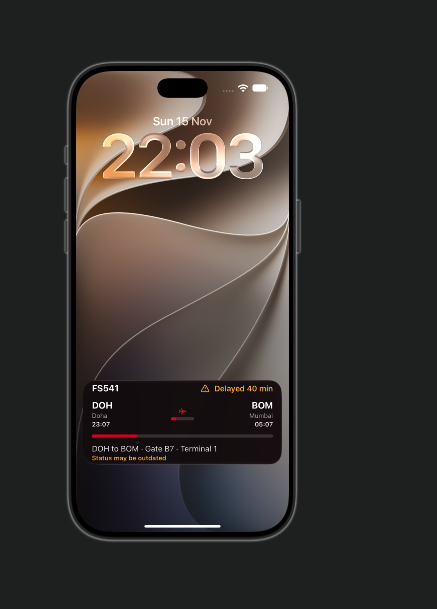 Sun 15 Nov
22:03
FS541
Delayed 40 min
DOH
BOM
Doha
Mumbai
23:07
05:07
DOH to BOM · Gate B7 · Terminal 1
Status may be outdated